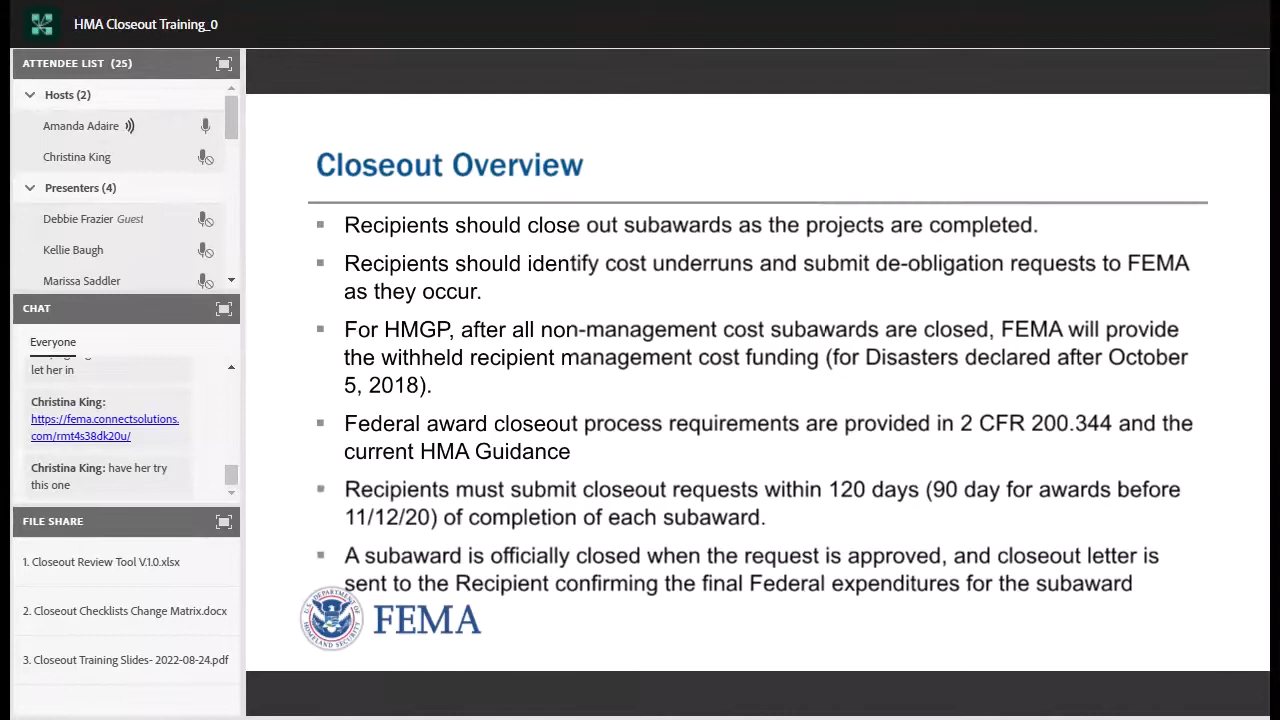 HMA Closeout Training_0
ATTENDEE LIST (25)
Hosts (2)
Amanda Adaire
Christina King
Presenters (4)
Debbie Frazier Guest
Kellie Baugh
Marissa Saddler
CHAT
Everyone
let her in
Christina King:
https://fema.connectsolutions.
com/rmt4s38dk20u/
Christina King: have her try
this one
FILE SHARE
1. Closeout Review Tool V.1.0.xlsx
2. Closeout Checklists Change Matrix.docx
3. Closeout Training Slides- 2022-08-24.pdf
Closeout Overview
Recipients should close out subawards as the projects are completed.
Recipients should identify cost underruns and submit de-obligation requests to FEMA
as they occur.
For HMGP, after all non-management cost subawards are closed, FEMA will provide
the withheld recipient management cost funding (for Disasters declared after October
5, 2018).
Federal award closeout process requirements are provided in 2 CFR 200.344 and the
current HMA Guidance
Recipients must submit closeout requests within 120 days (90 day for awards before
11/12/20) of completion of each subaward.
A subaward is officially closed when the request is approved, and closeout letter is
sent to the Recipient confirming the final Federal expenditures for the subaward
FEMA